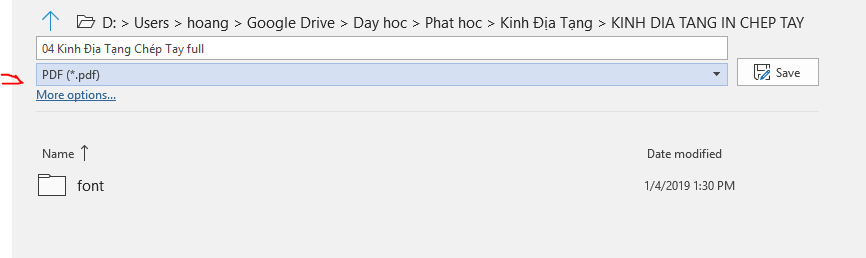 D: > Users > hoang > Google Drive > Day hoc > Phat hoc > Kinh Địa Tạng > KINH DIA TANG IN CHEP TAY
04 Kinh Địa Tạng Chép Tay full
PDF (*.pdf)
Save
More options...
Name Date modified
font 1/4/2019 1:30 PM